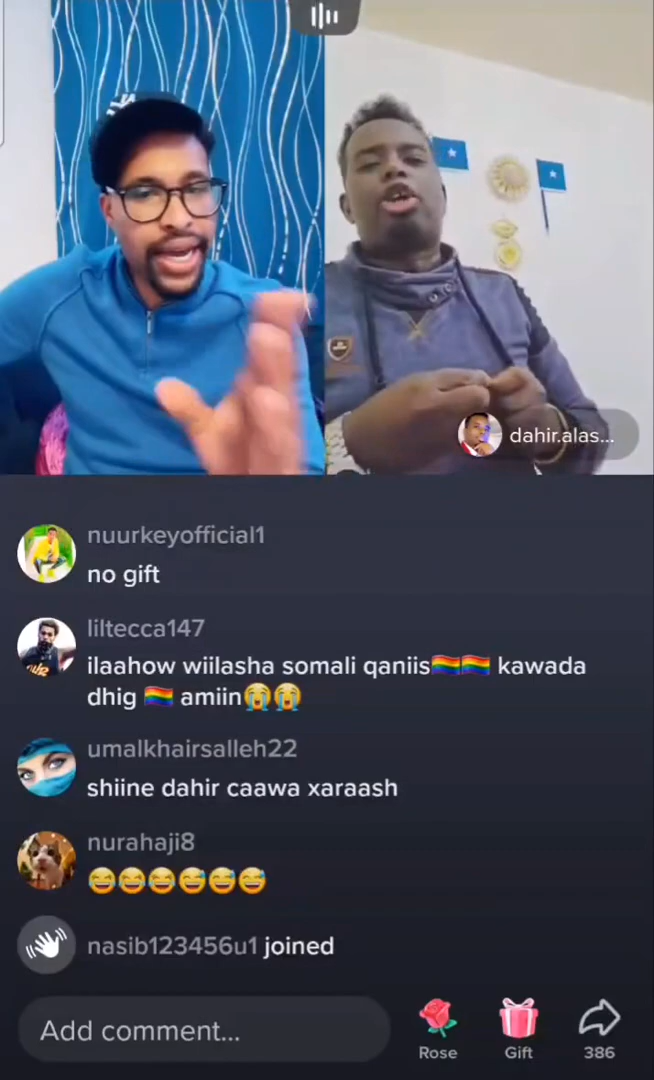 dahir.alas...
nuurkeyofficial1
no gift
liltecca147
ilaahow wiilasha somali qaniis🏳️‍🌈🏳️‍🌈 kawada
dhig 🏳️‍🌈 amiin😭😭
umalkhairsalleh22
shiine dahir caawa xaraash
nurahaji8
😂😂😂😅😅😅
nasib123456u1 joined
Add comment...
Rose
Gift
386